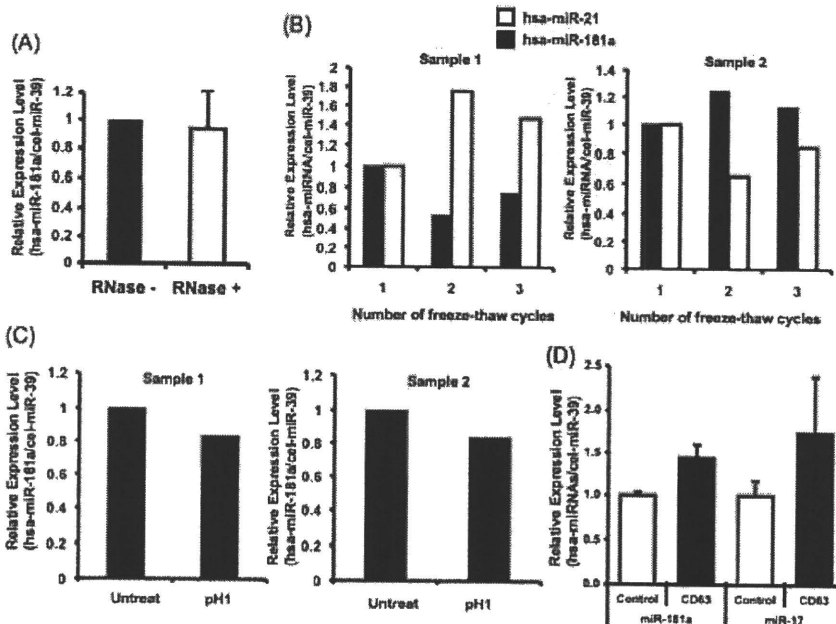 hsa-miR-21
hsa-miR-181a
(A)
Relative Expression Level
(hsa-miR-181a/cel-miR-39)
1.2
1
0.8
0.6
0.4
0.2
0
RNase - RNase +
(B)
Sample 1
Relative Expression Level
(hsa-miRNA/cel-miR-39)
2
1.8
1.6
1.4
1.2
1
0.8
0.6
0.4
0.2
0
1 2 3
Number of freeze-thaw cycles
Sample 2
Relative Expression Level
(hsa-miRNA/cel-miR-39)
1.4
1.2
1
0.8
0.6
0.4
0.2
0
1 2 3
Number of freeze-thaw cycles
(C)
Sample 1
Relative Expression Level
(hsa-miR-181a/cel-miR-39)
1.2
1
0.8
0.6
0.4
0.2
0
Untreat pH1
Sample 2
Relative Expression Level
(hsa-miR-181a/cel-miR-39)
1.2
1
0.8
0.6
0.4
0.2
0
Untreat pH1
(D)
Relative Expression Level
(hsa-miRNAs/cel-miR-39)
2.5
2.0
1.5
1.0
0.5
0.0
Control CD63 Control CD63
miR-181a miR-17